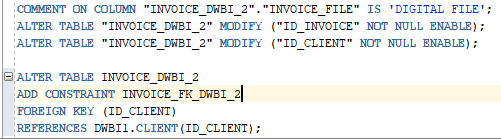 COMMENT ON COLUMN "INVOICE_DWBI_2"."INVOICE_FILE" IS 'DIGITAL FILE';
ALTER TABLE "INVOICE_DWBI_2" MODIFY ("ID_INVOICE" NOT NULL ENABLE);
ALTER TABLE "INVOICE_DWBI_2" MODIFY ("ID_CLIENT" NOT NULL ENABLE);
ALTER TABLE INVOICE_DWBI_2
ADD CONSTRAINT INVOICE_FK_DWBI_2
FOREIGN KEY (ID_CLIENT)
REFERENCES DWBI1.CLIENT(ID_CLIENT);